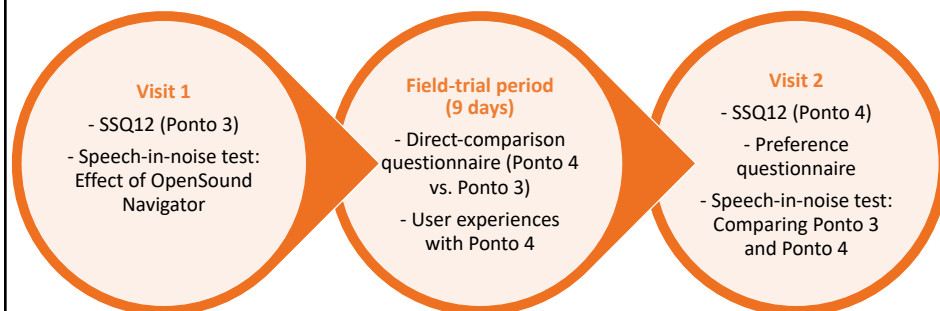 Visit 1
- SSQ12 (Ponto 3)
- Speech-in-noise test:
Effect of OpenSound
Navigator
Field-trial period
(9 days)
- Direct-comparison
questionnaire (Ponto 4
vs. Ponto 3)
- User experiences
with Ponto 4
Visit 2
- SSQ12 (Ponto 4)
- Preference
questionnaire
- Speech-in-noise test:
Comparing Ponto 3
and Ponto 4